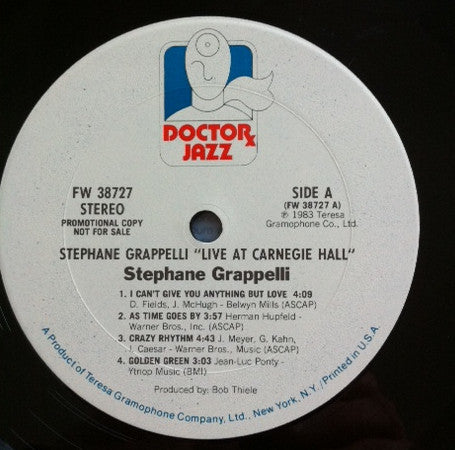 DOCTOR℞
JAZZ
FW 38727
STEREO
PROMOTIONAL COPY
NOT FOR SALE
SIDE A
(FW 38727 A)
℗ 1983 Teresa
Gramophone Co., Ltd.
STEPHANE GRAPPELLI "LIVE AT CARNEGIE HALL"
Stephane Grappelli
1. I CAN'T GIVE YOU ANYTHING BUT LOVE 4:09
D. Fields, J. McHugh - Belwyn Mills (ASCAP)
2. AS TIME GOES BY 3:57 Herman Hupfeld -
Warner Bros., Inc. (ASCAP)
3. CRAZY RHYTHM 4:43 J. Meyer, G. Kahn,
J. Caesar - Warner Bros., Music (ASCAP)
4. GOLDEN GREEN 3:03 Jean-Luc Ponty -
Ytnop Music (BMI)
Produced by: Bob Thiele
A Product of Teresa Gramophone Company, Ltd., New York, N.Y./Printed in U.S.A.